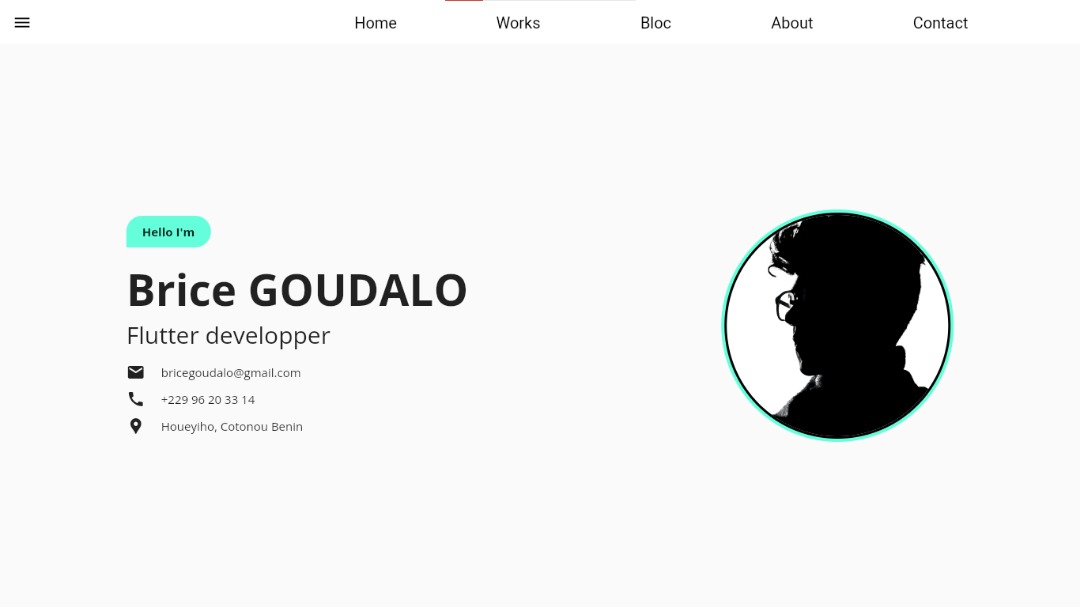 Home Works Bloc About Contact
Hello I'm
Brice GOUDALO
Flutter developper
bricegoudalo@gmail.com
+229 96 20 33 14
Houeyiho, Cotonou Benin